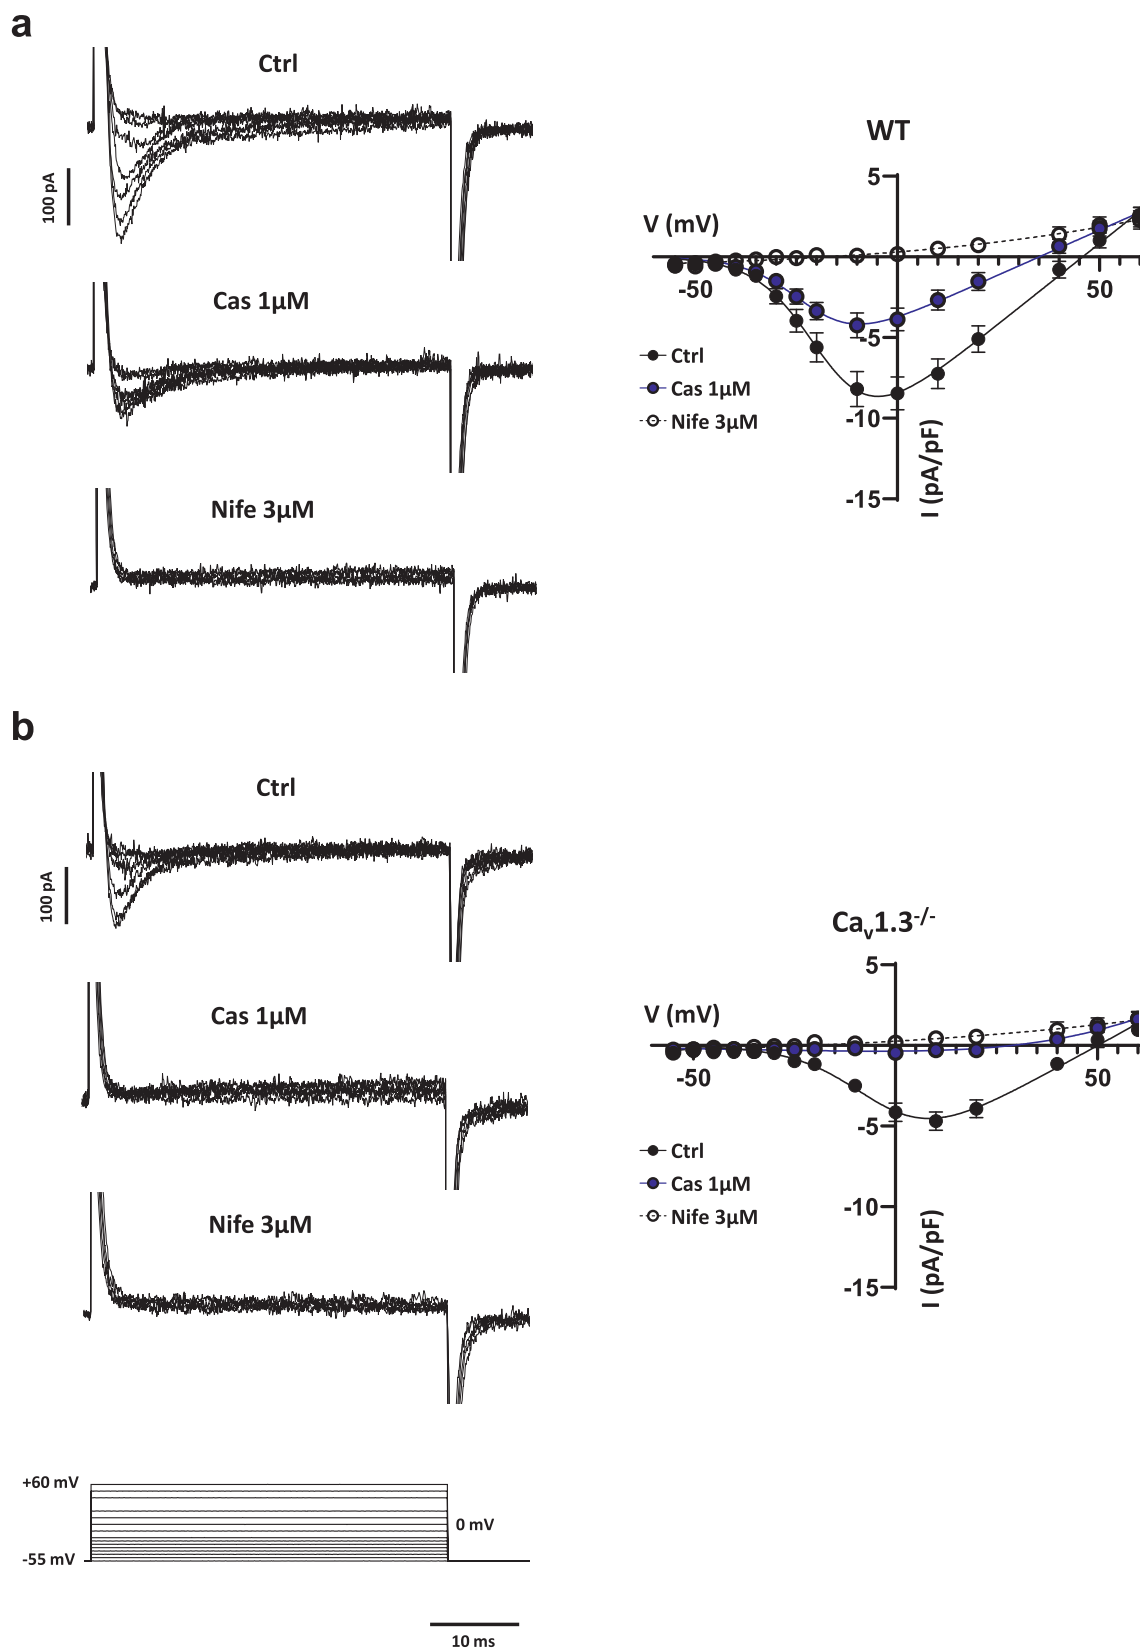 a
Ctrl
100 pA
Cas 1μM
Nife 3μM
WT
5
V (mV)
-50
50
-5
-10
-15
I (pA/pF)
Ctrl
Cas 1μM
Nife 3μM
b
Ctrl
100 pA
Cas 1μM
Nife 3μM
Cav1.3-/-
5
V (mV)
-50
50
-5
-10
-15
I (pA/pF)
Ctrl
Cas 1μM
Nife 3μM
+60 mV
0 mV
-55 mV
10 ms